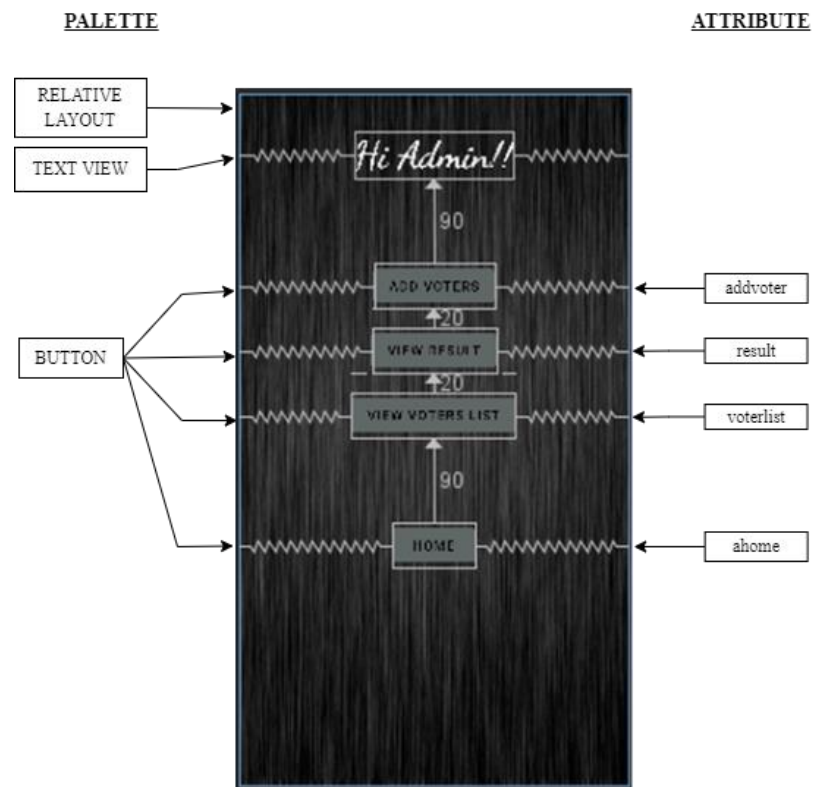 PALETTE
ATTRIBUTE
RELATIVE
LAYOUT
TEXT VIEW
Hi Admin!!
90
ADD VOTERS
addvoter
20
BUTTON
VIEW RESULT
result
20
VIEW VOTERS LIST
voterlist
90
HOME
ahome